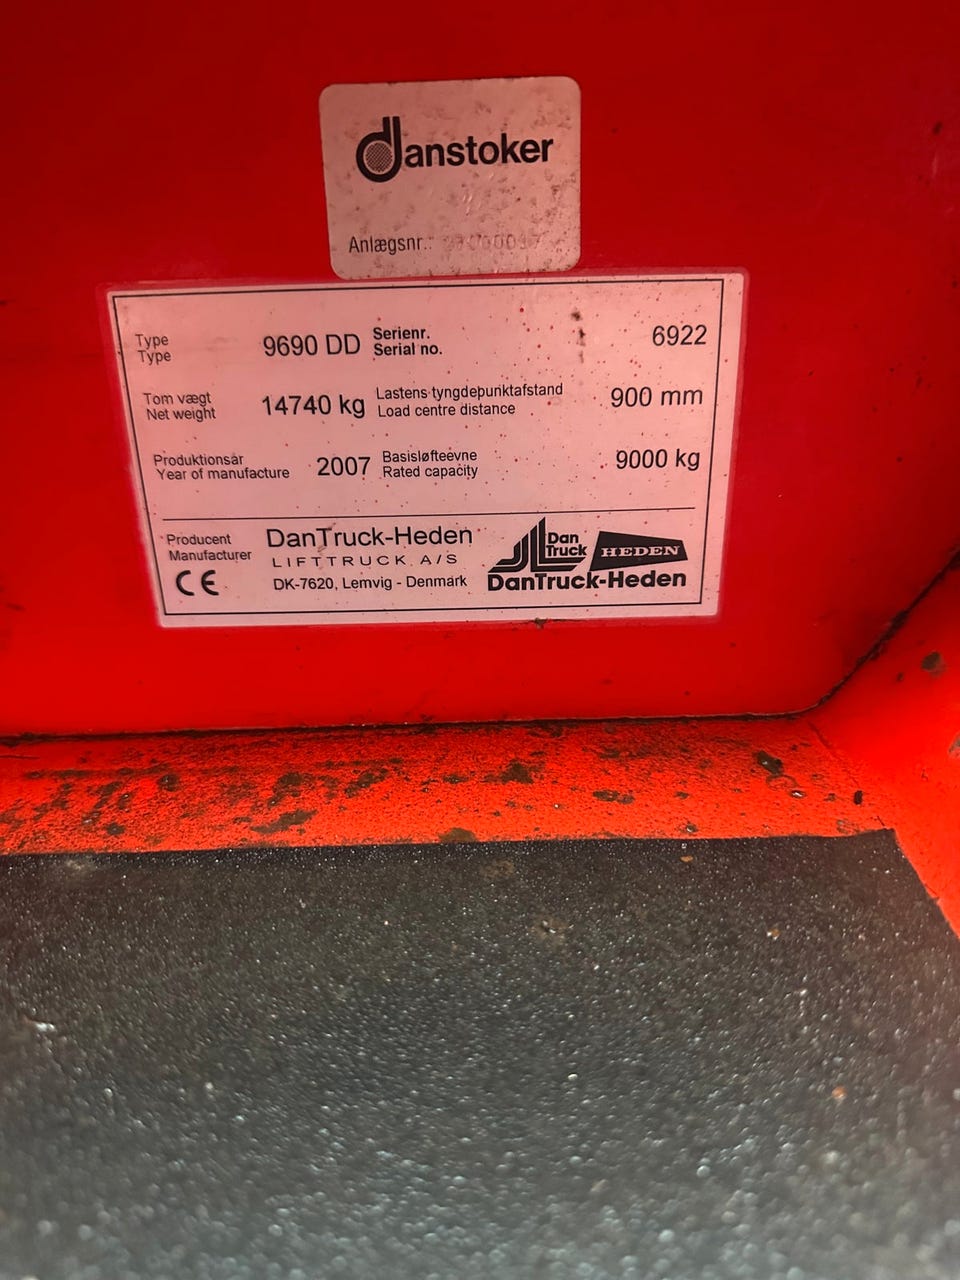 danstoker
Anlægsnr.:
Type 9690 DD Serienr. 6922
Type Serial no.
Tom vægt 14740 kg Lastens tyngdepunktafstand 900 mm
Net weight Load centre distance
Produktionsår 2007 Basisløfteevne 9000 kg
Year of manufacture Rated capacity
Producent DanTruck-Heden
Manufacturer LIFTTRUCK A/S
CE DK-7620, Lemvig - Denmark
Dan
Truck HEDEN
DanTruck-Heden